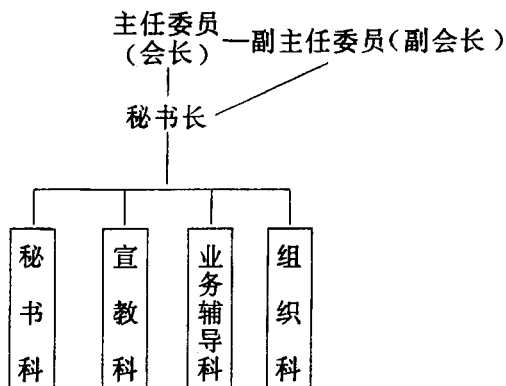 主任委员
(会长)
副主任委员(副会长)
秘书长
秘书科
宣教科
业务辅导科
组织科